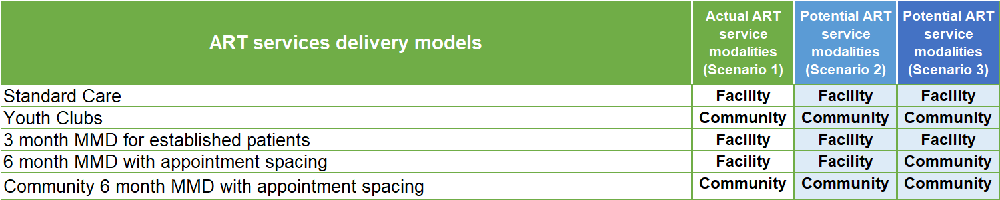 ART services delivery models
Actual ART
service
modalities
(Scenario 1)
Potential ART
service
modalities
(Scenario 2)
Potential ART
service
modalities
(Scenario 3)
Standard Care Facility Facility Facility
Youth Clubs Community Community Community
3 month MMD for established patients Facility Facility Facility
6 month MMD with appointment spacing Facility Facility Community
Community 6 month MMD with appointment spacing Community Community Community